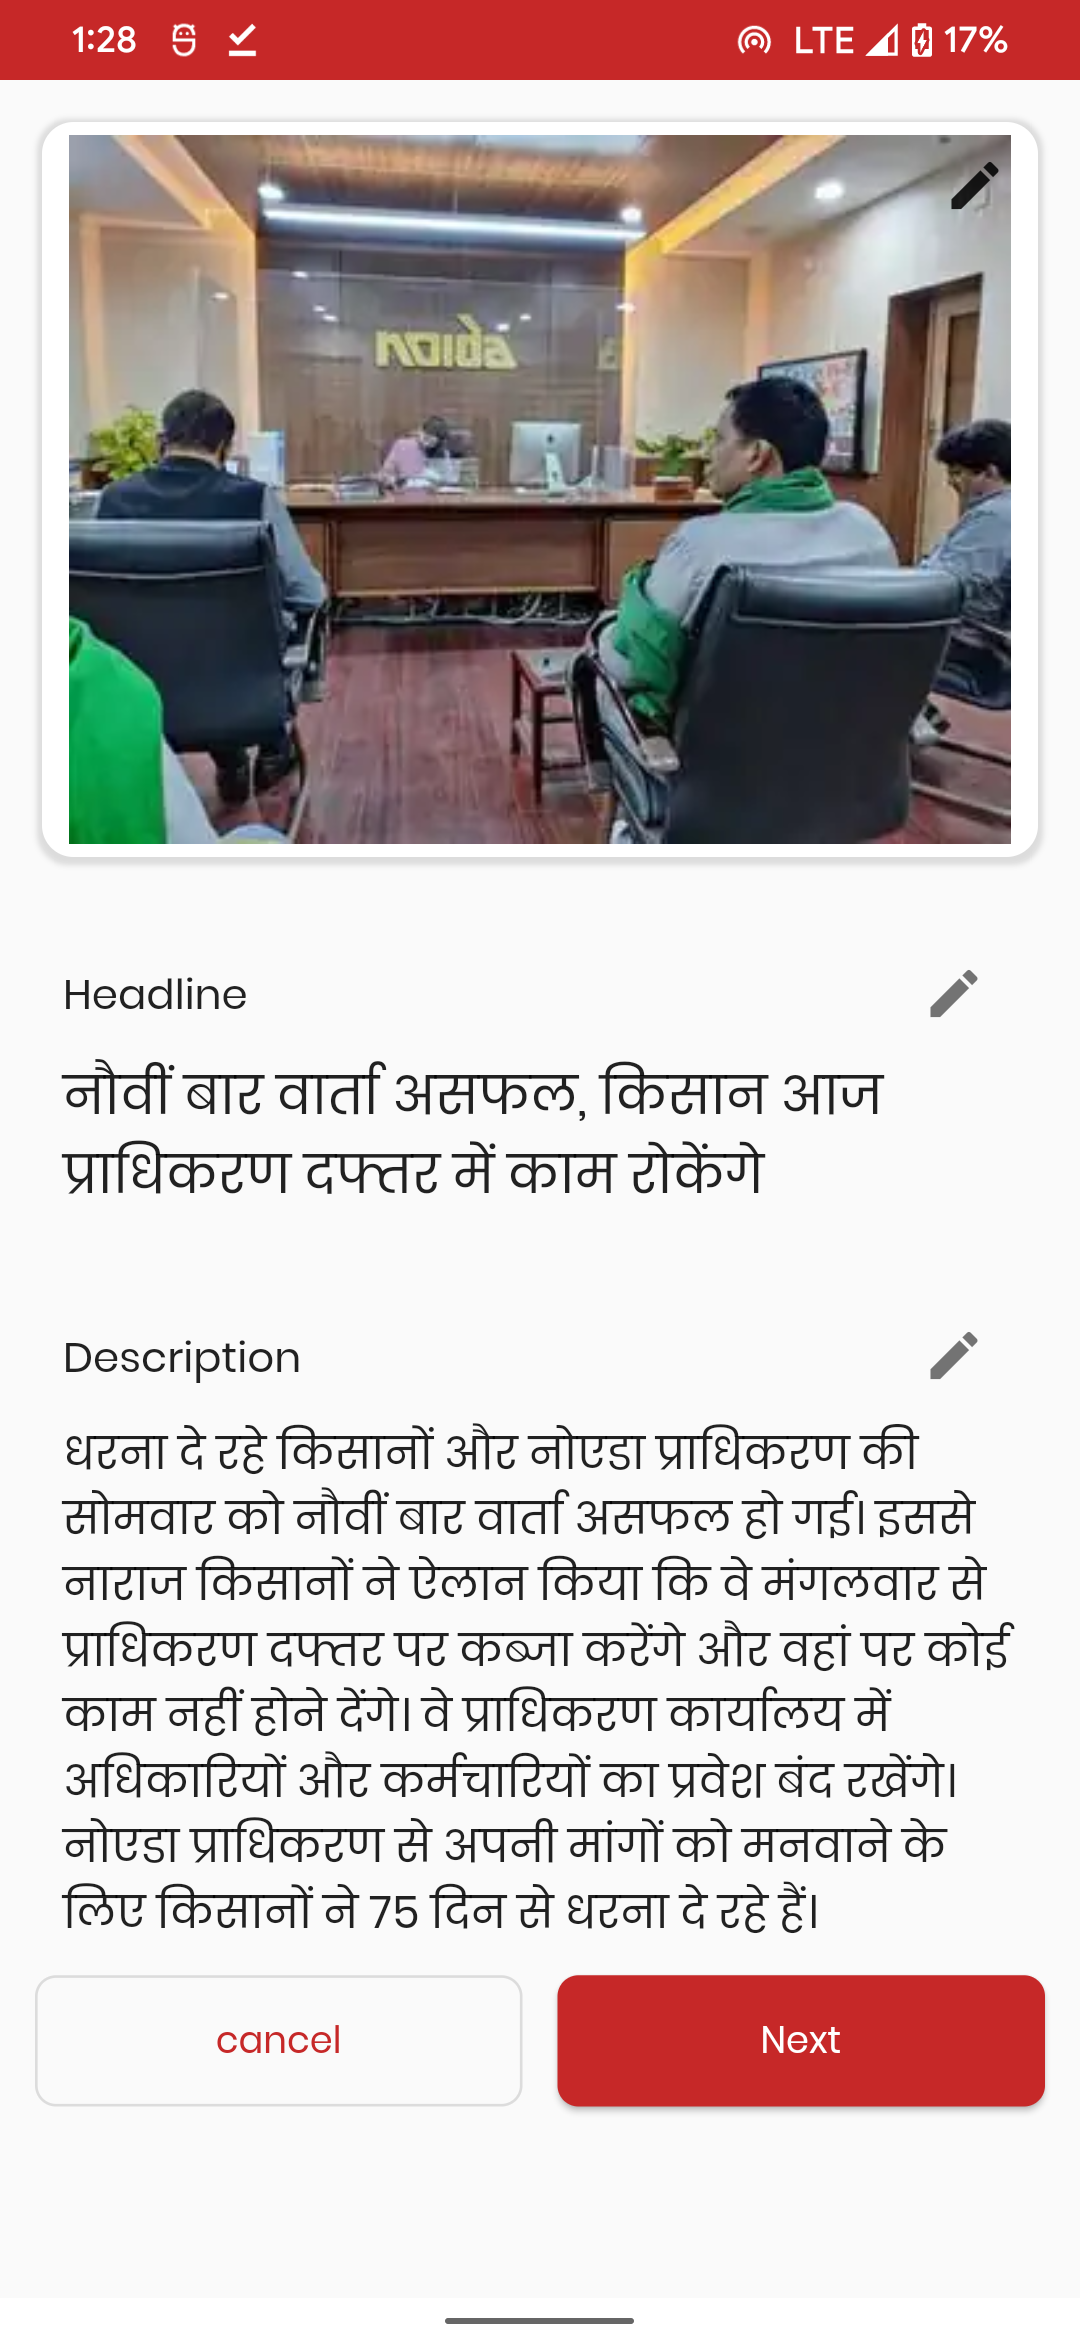 1:28
LTE 17%
noida
Headline
नौवीं बार वार्ता असफल, किसान आज
प्राधिकरण दफ्तर में काम रोकेंगे
Description
धरना दे रहे किसानों और नोएडा प्राधिकरण की
सोमवार को नौवीं बार वार्ता असफल हो गई। इससे
नाराज किसानों ने ऐलान किया कि वे मंगलवार से
प्राधिकरण दफ्तर पर कब्जा करेंगे और वहां पर कोई
काम नहीं होने देंगे। वे प्राधिकरण कार्यालय में
अधिकारियों और कर्मचारियों का प्रवेश बंद रखेंगे।
नोएडा प्राधिकरण से अपनी मांगों को मनवाने के
लिए किसानों ने 75 दिन से धरना दे रहे हैं।
cancel
Next